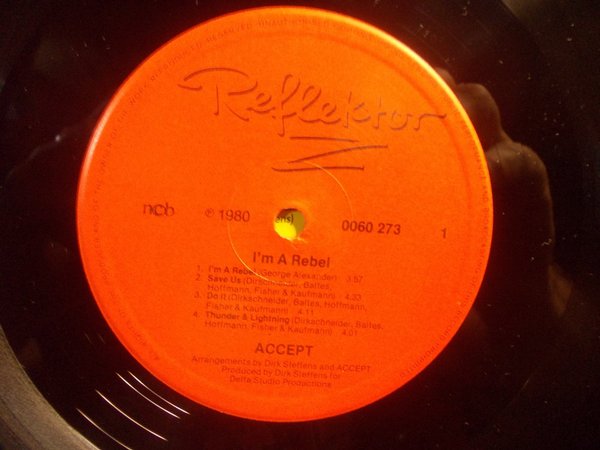 Reflektor
Z
ncb
℗ 1980
0060 273
1
I'm A Rebel
1. I'm A Rebel (George Alexander) 3:57
2. Save Us (Dirkschneider, Baltes,
Hoffmann, Fisher & Kaufmann) 4:33
3. Do It (Dirkschneider, Baltes, Hoffmann,
Fisher & Kaufmann) 4:11
4. Thunder & Lightning (Dirkschneider, Baltes,
Hoffmann, Fisher & Kaufmann) 4:01
ACCEPT
Arrangements by Dirk Steffens and ACCEPT
Produced by Dirk Steffens for
Delta Studio Productions